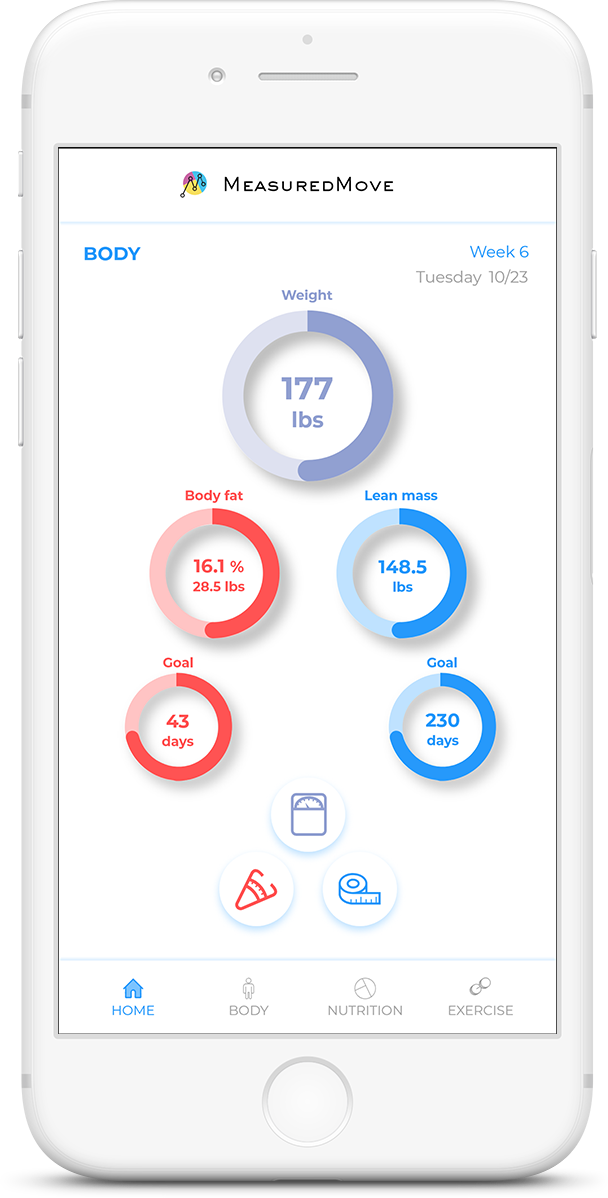 MEASUREDMOVE
BODY
Week 6
Tuesday 10/23
Weight
177
lbs
Body fat
Lean mass
16.1 %
28.5 lbs
148.5
lbs
Goal
Goal
43
days
230
days
HOME
BODY
NUTRITION
EXERCISE